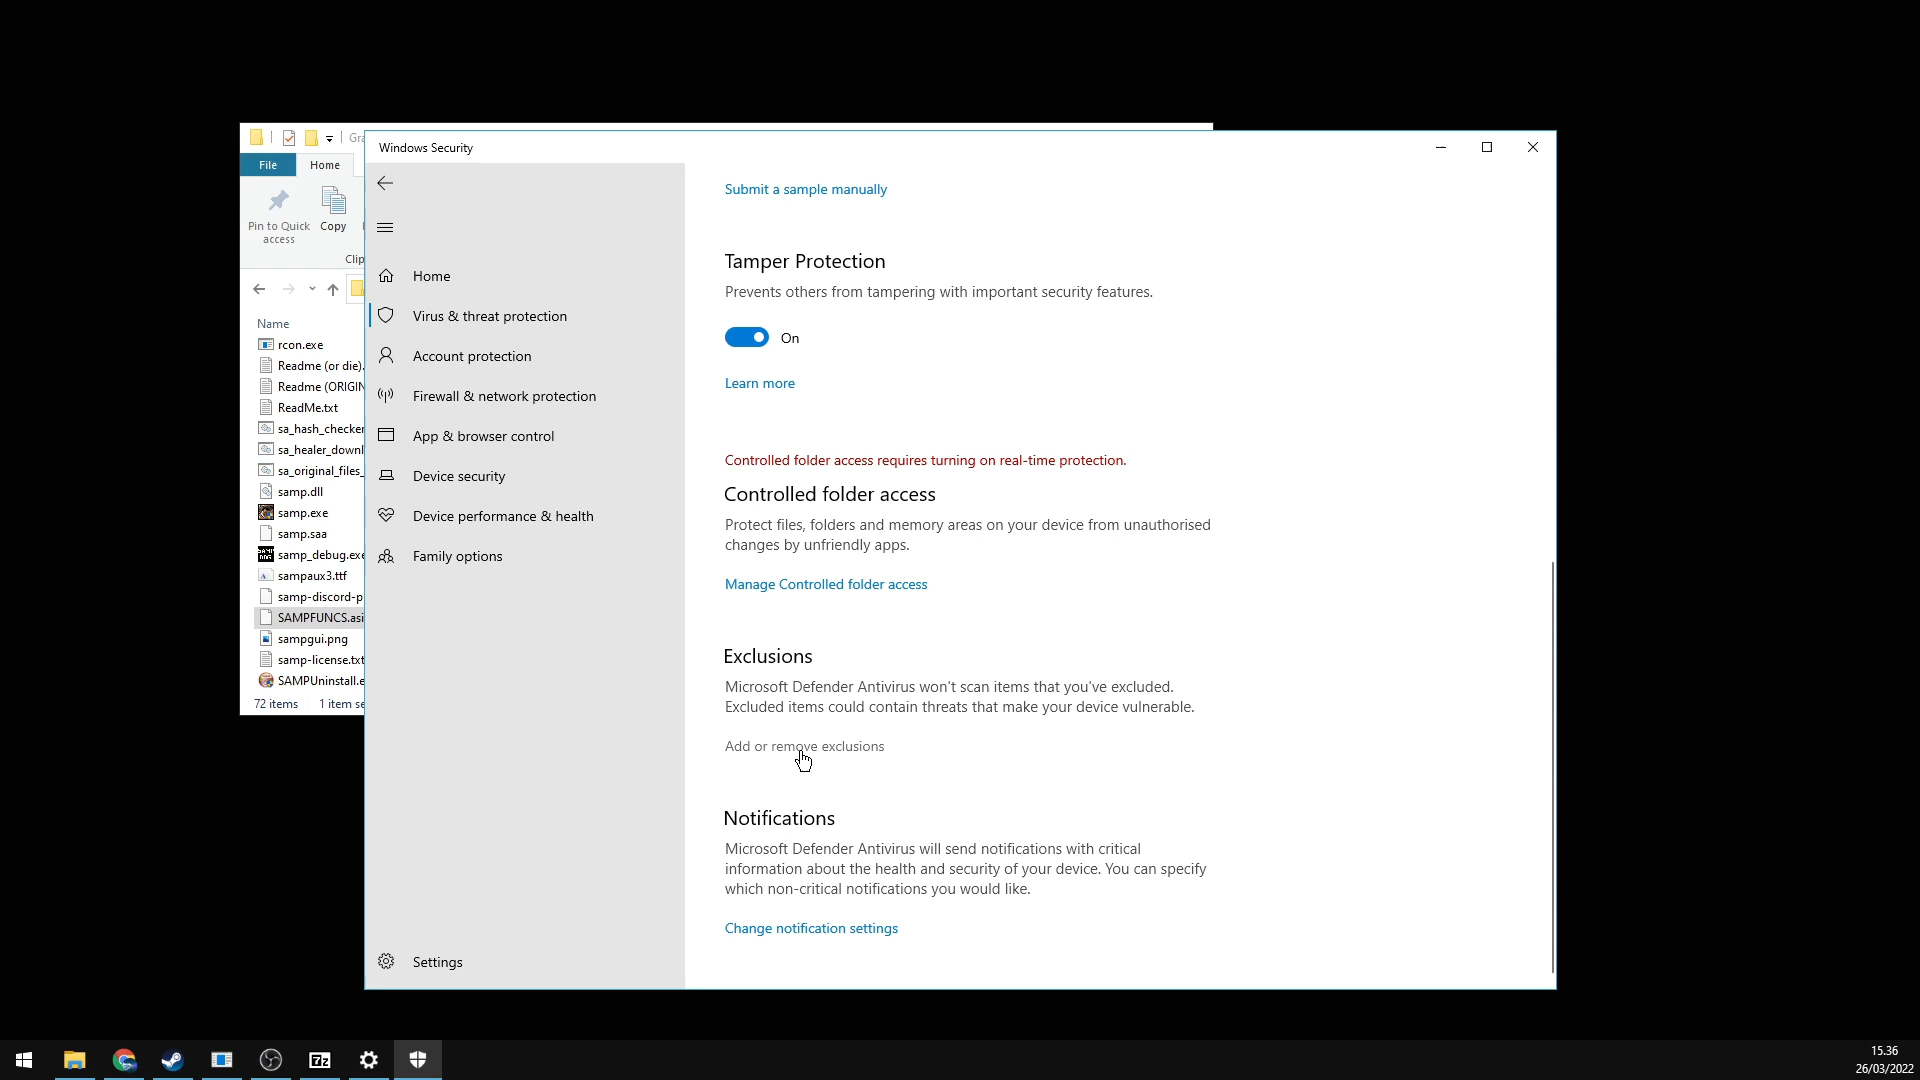 Gra
File
Home
Pin to Quick
access
Copy
Clip
Name
rcon.exe
Readme (or die).
Readme (ORIGIN
ReadMe.txt
sa_hash_checker
sa_healer_downl
sa_original_files_
samp.dll
samp.exe
samp.saa
samp_debug.exe
sampaux3.ttf
samp-discord-p
SAMPFUNCS.asi
sampgui.png
samp-license.txt
SAMPUninstall.e
72 items
1 item se
Windows Security
Home
Virus & threat protection
Account protection
Firewall & network protection
App & browser control
Device security
Device performance & health
Family options
Settings
Submit a sample manually
Tamper Protection
Prevents others from tampering with important security features.
On
Learn more
Controlled folder access requires turning on real-time protection.
Controlled folder access
Protect files, folders and memory areas on your device from unauthorised
changes by unfriendly apps.
Manage Controlled folder access
Exclusions
Microsoft Defender Antivirus won't scan items that you've excluded.
Excluded items could contain threats that make your device vulnerable.
Add or remove exclusions
Notifications
Microsoft Defender Antivirus will send notifications with critical
information about the health and security of your device. You can specify
which non-critical notifications you would like.
Change notification settings
7z
15.36
26/03/2022